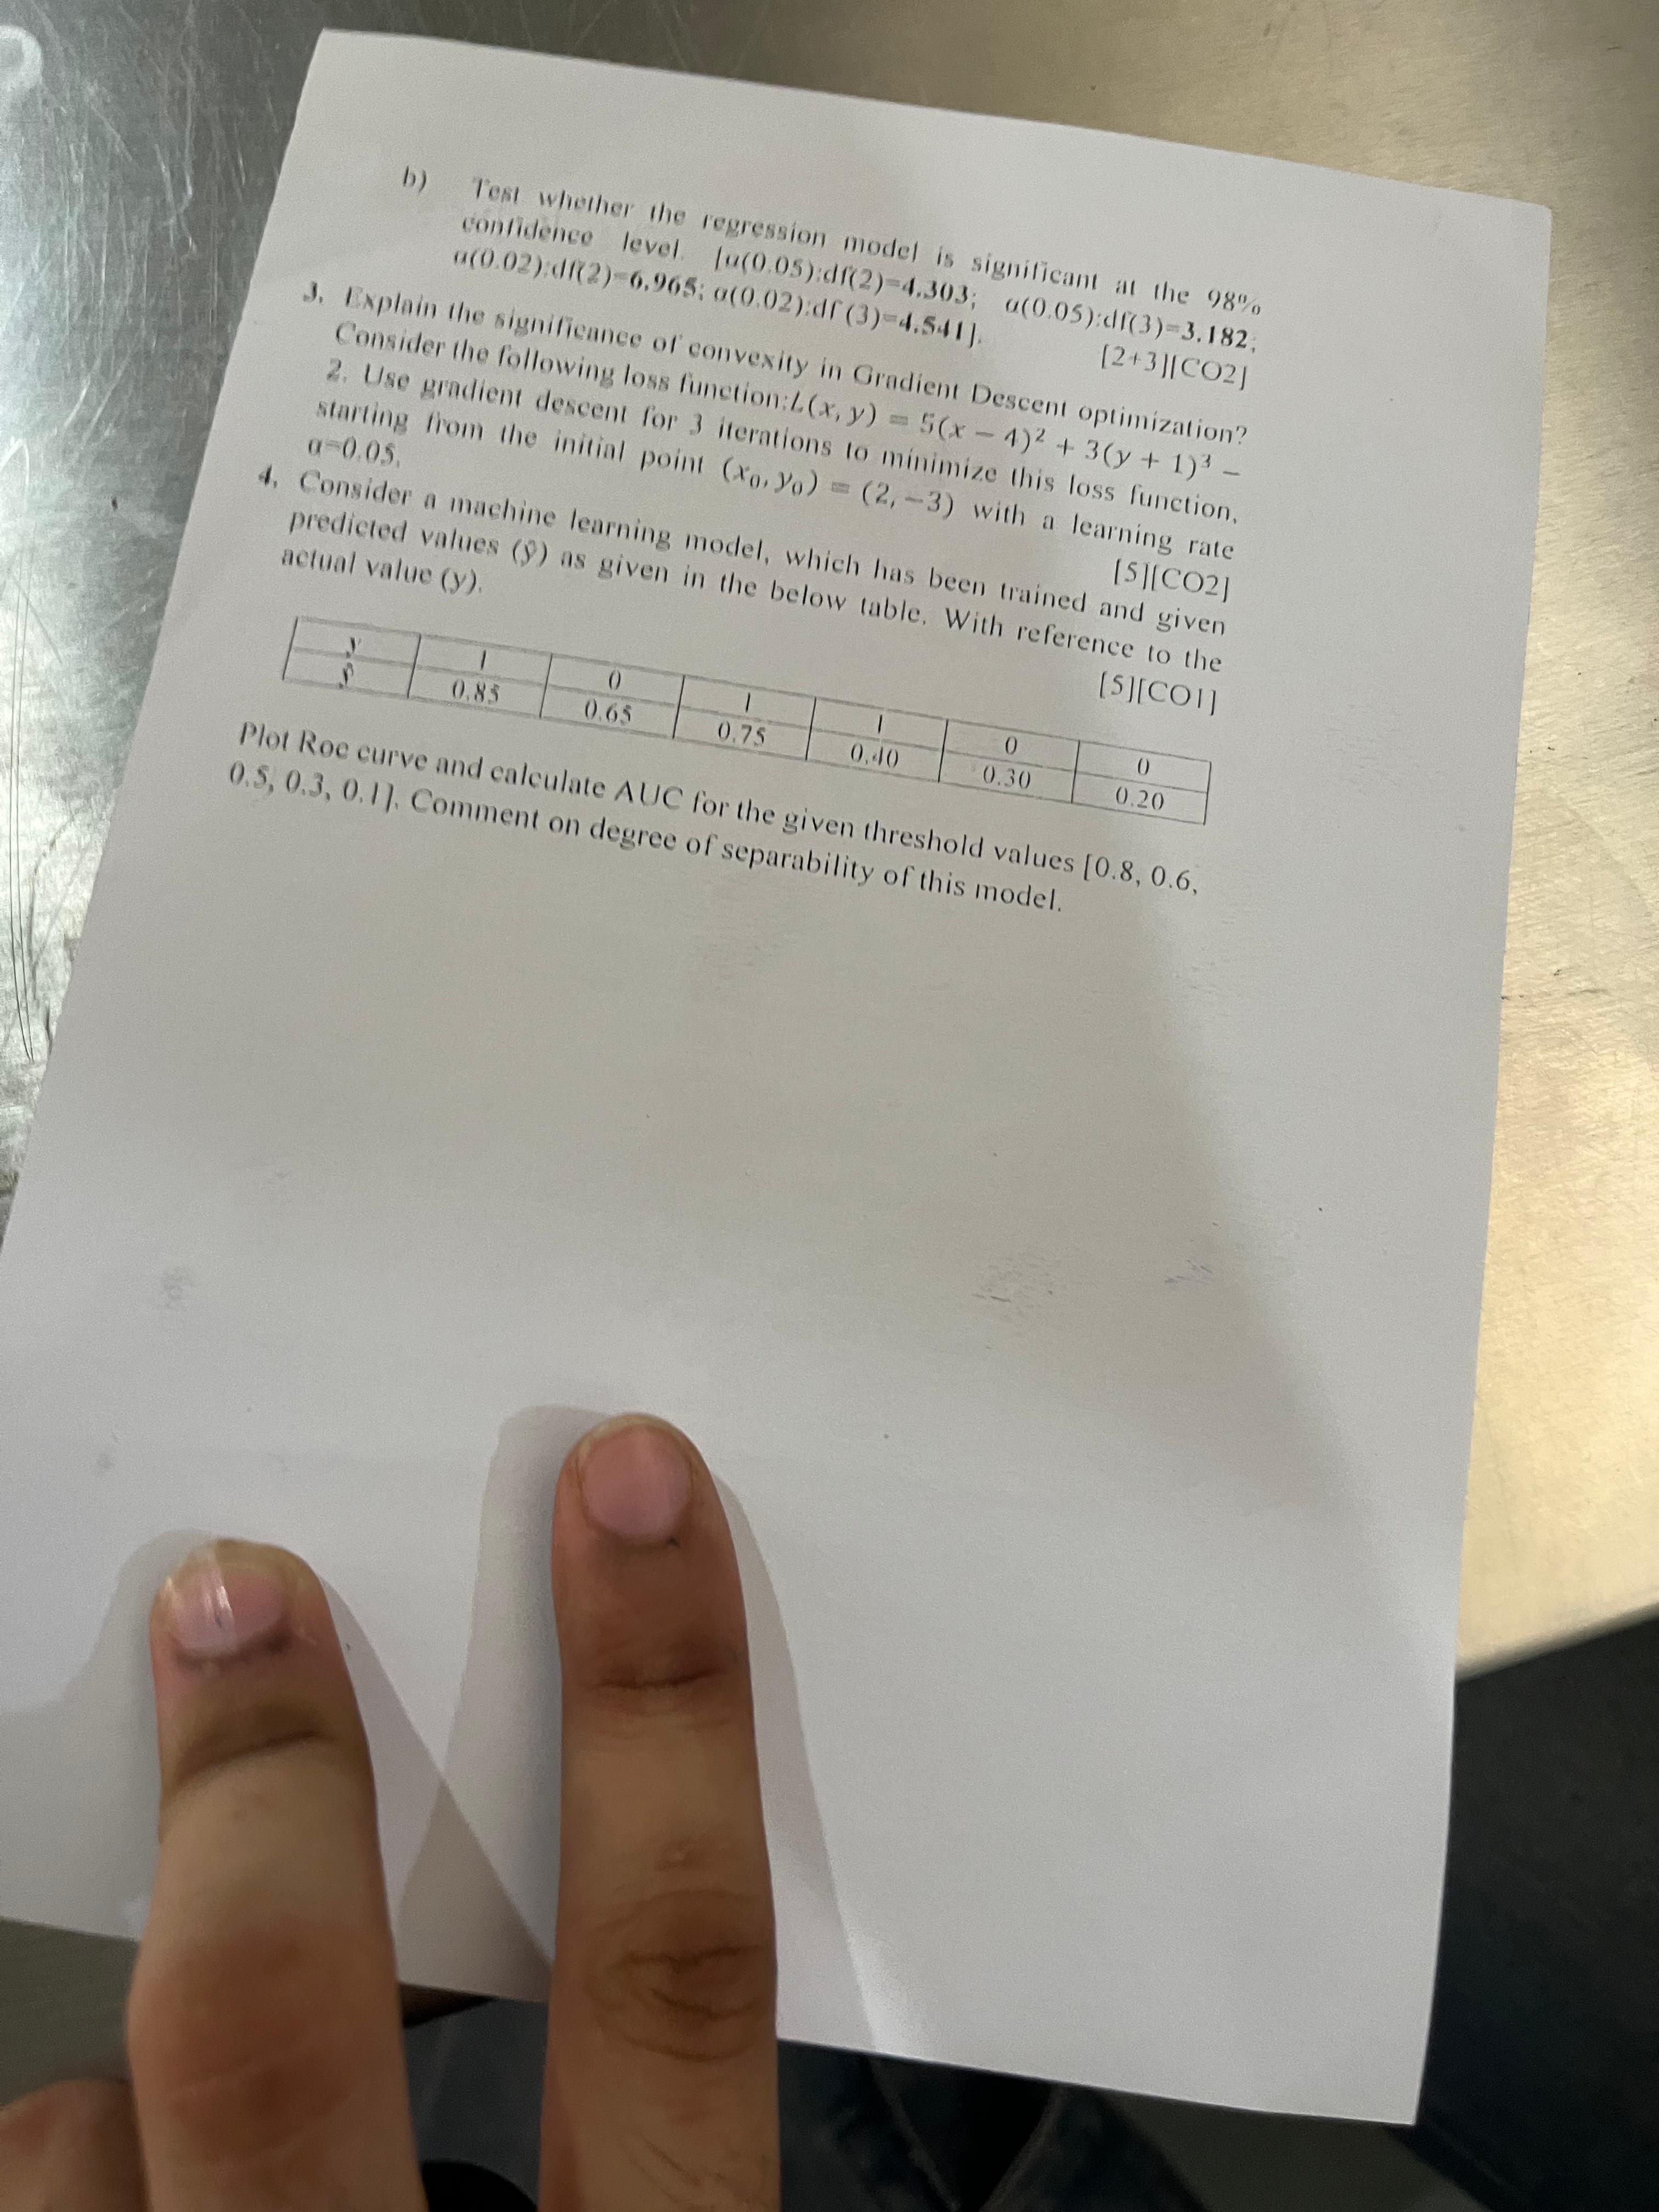 b) Test whether the regression model is significant at the 98%
confidence level. [α(0.05):df(2)=4.303; α(0.05):df(3)=3.182;
α(0.02):df(2)=6.965; α(0.02):df (3)=4.541].
[2+3][CO2]
3. Explain the significance of convexity in Gradient Descent optimization?
Consider the following loss function:L(x, y) = 5(x − 4)² + 3(y + 1)³ −
2. Use gradient descent for 3 iterations to minimize this loss function,
starting from the initial point (x₀, y₀) = (2, −3) with a learning rate
α=0.05.
[5][CO2]
4. Consider a machine learning model, which has been trained and given
predicted values (ŷ) as given in the below table. With reference to the
actual value (y).
[5][CO1]
y 1 0 1 1 0 0
ŷ 0.85 0.65 0.75 0.40 0.30 0.20
Plot Roc curve and calculate AUC for the given threshold values [0.8, 0.6,
0.5, 0.3, 0.1]. Comment on degree of separability of this model.